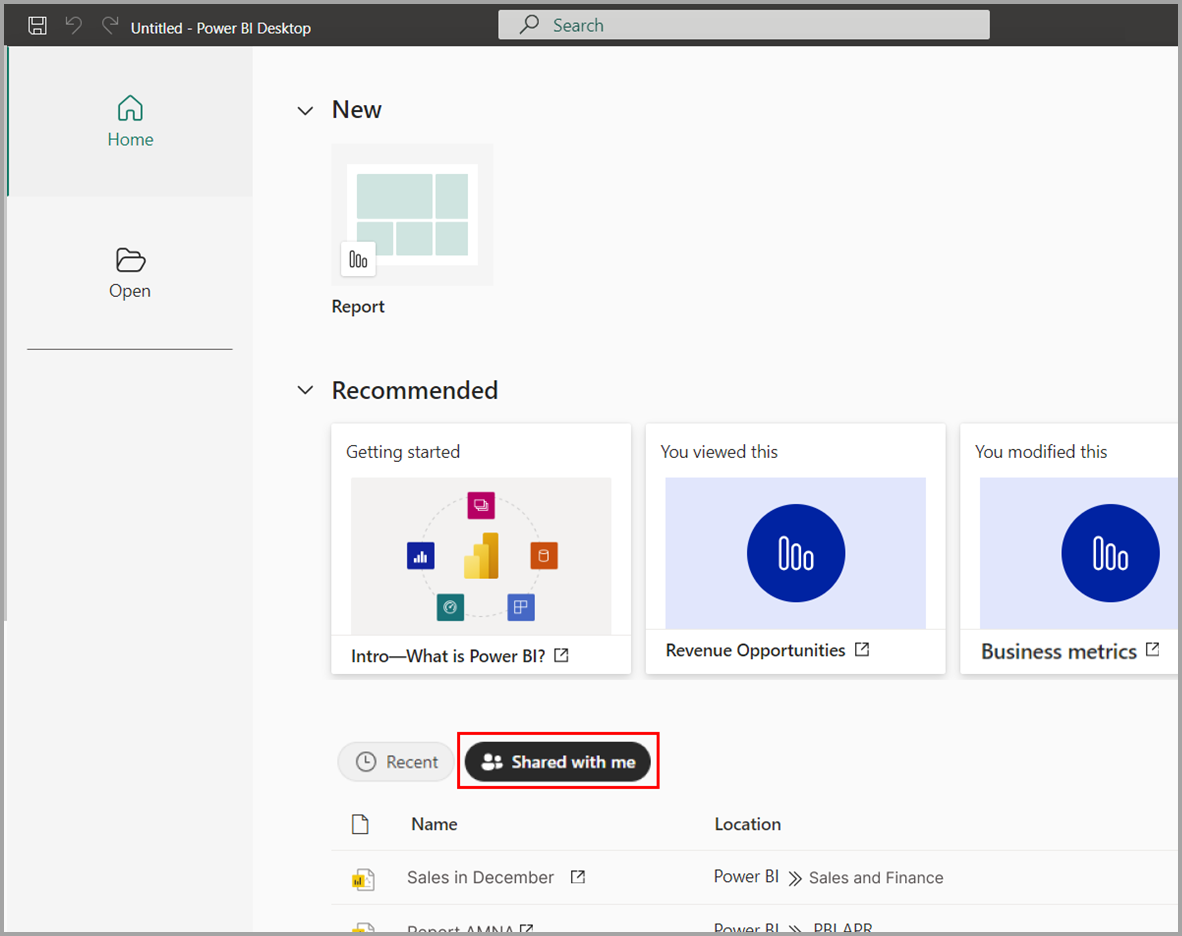 Untitled - Power BI Desktop
Search
Home
Open
New
Report
Recommended
Getting started
You viewed this
You modified this
Intro—What is Power BI?
Revenue Opportunities
Business metrics
Recent
Shared with me
Name
Location
Sales in December
Power BI
Sales and Finance
Report AMNA
Power BI
PBI APR